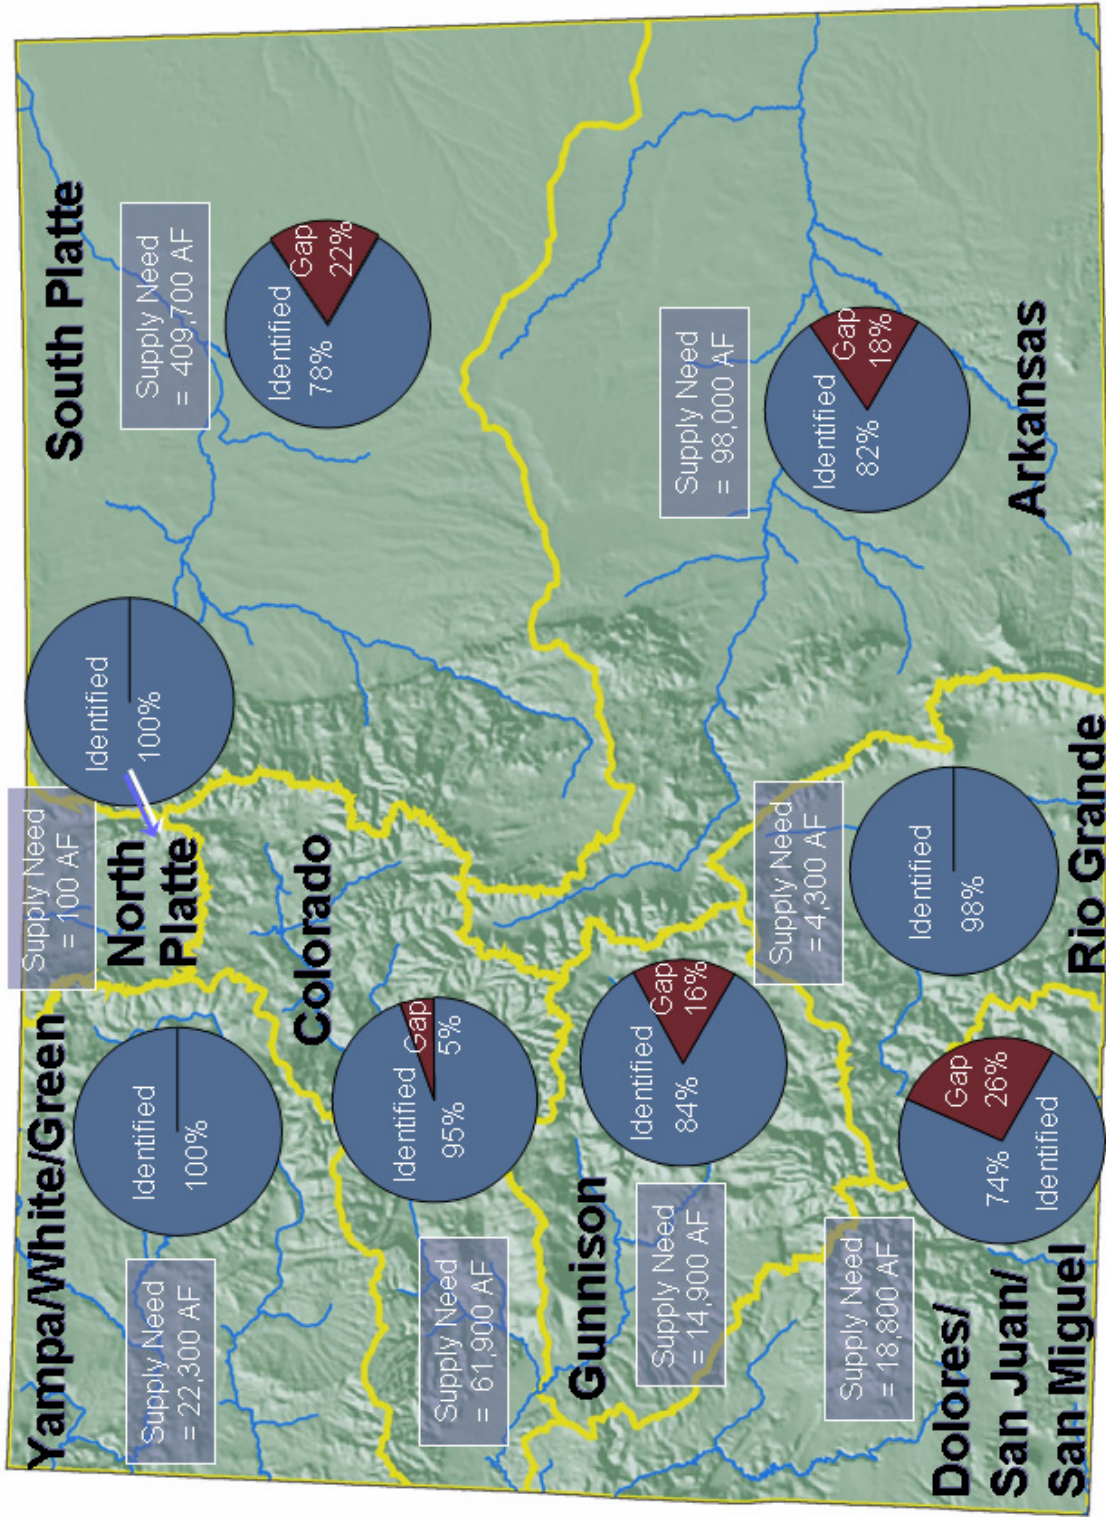 Yampa/White/Green
Supply Need
= 22,300 AF
Identified
100%
Supply Need
= 100 AF
North
Platte
Identified
100%
South Platte
Supply Need
= 409,700 AF
Identified
78%
Gap
22%
Colorado
Supply Need
= 61,900 AF
Identified
95%
Gap
5%
Gunnison
Supply Need
= 14,900 AF
Identified
84%
Gap
16%
Supply Need
= 98,000 AF
Identified
82%
Gap
18%
Arkansas
Supply Need
= 4,300 AF
Identified
98%
Rio Grande
Supply Need
= 18,800 AF
Dolores/
San Juan/
San Miguel
Gap
26%
74%
Identified